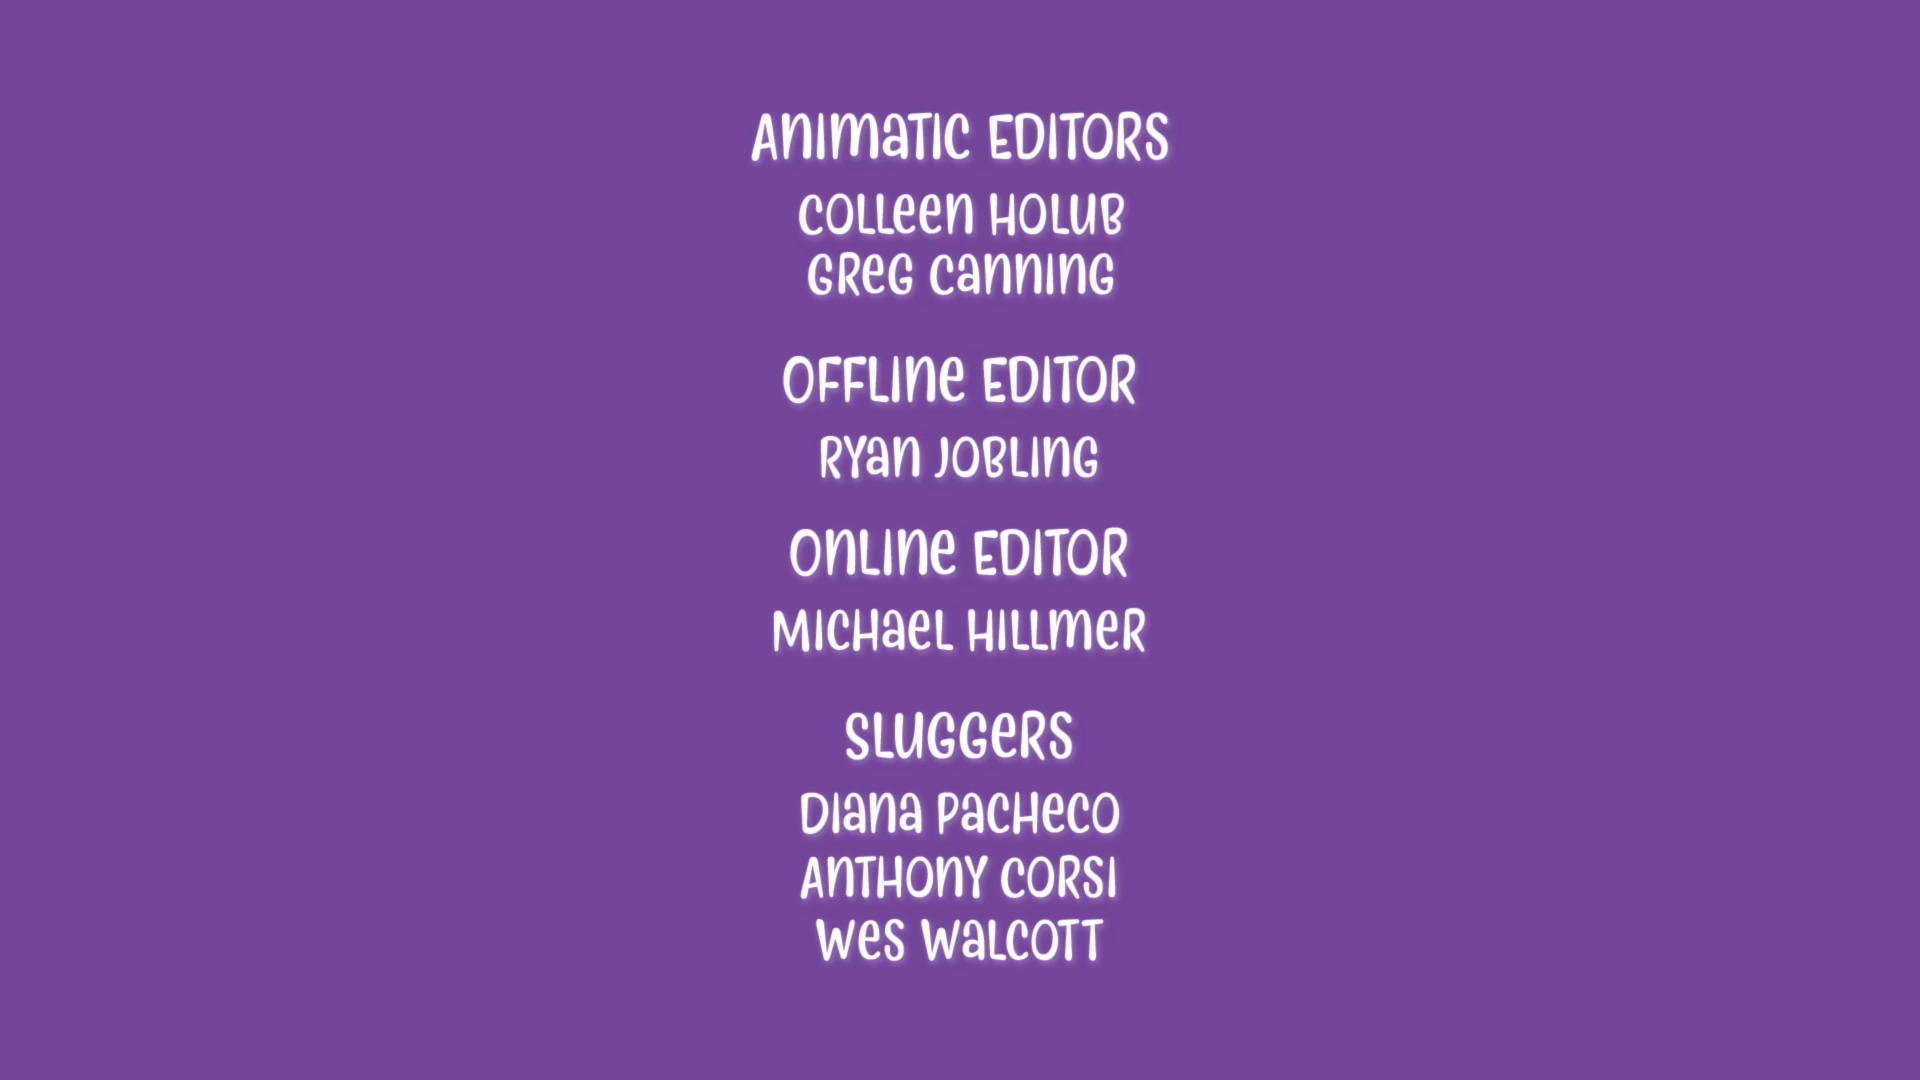 ANIMATIC EDITORS
COLLEEN HOLUB
GREG CANNING
OFFLINE EDITOR
RYAN JOBLING
ONLINE EDITOR
MICHAEL HILLMER
SLUGGERS
DIANA PACHECO
ANTHONY CORSI
WES WALCOTT